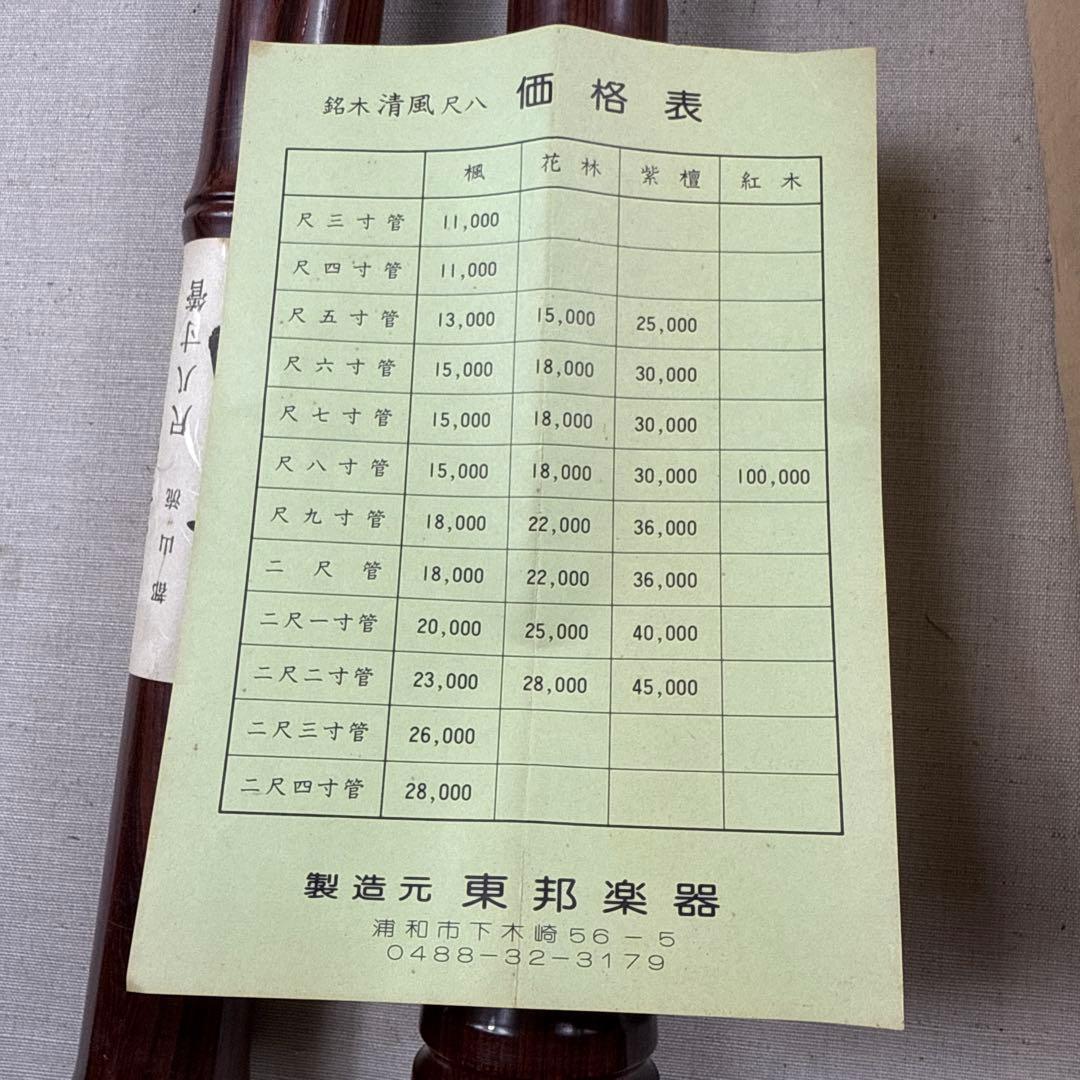 銘木 清風 尺八 価格表
楓 花林 紫檀 紅木
尺三寸管 11,000
尺四寸管 11,000
尺五寸管 13,000 15,000 25,000
尺六寸管 15,000 18,000 30,000
尺七寸管 15,000 18,000 30,000
尺八寸管 15,000 18,000 30,000 100,000
尺九寸管 18,000 22,000 36,000
二尺管 18,000 22,000 36,000
二尺一寸管 20,000 25,000 40,000
二尺二寸管 23,000 28,000 45,000
二尺三寸管 26,000
二尺四寸管 28,000
製造元 東邦楽器
浦和市下木崎56-5
0488-32-3179
都山流 尺八寸管